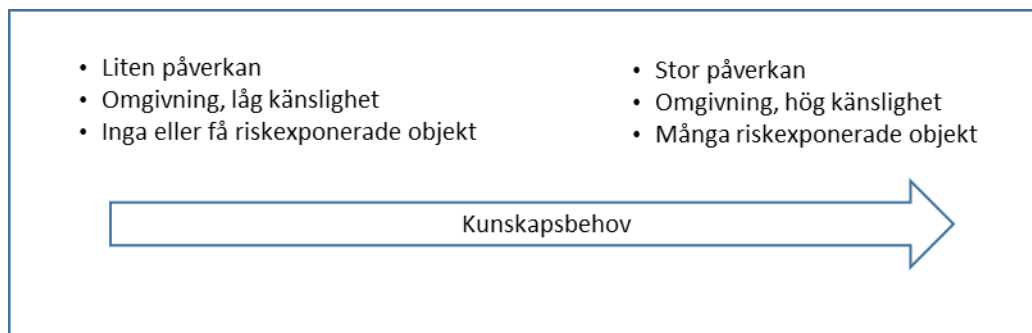 • Liten påverkan
• Omgivning, låg känslighet
• Inga eller få riskexponerade objekt
• Stor påverkan
• Omgivning, hög känslighet
• Många riskexponerade objekt
Kunskapsbehov